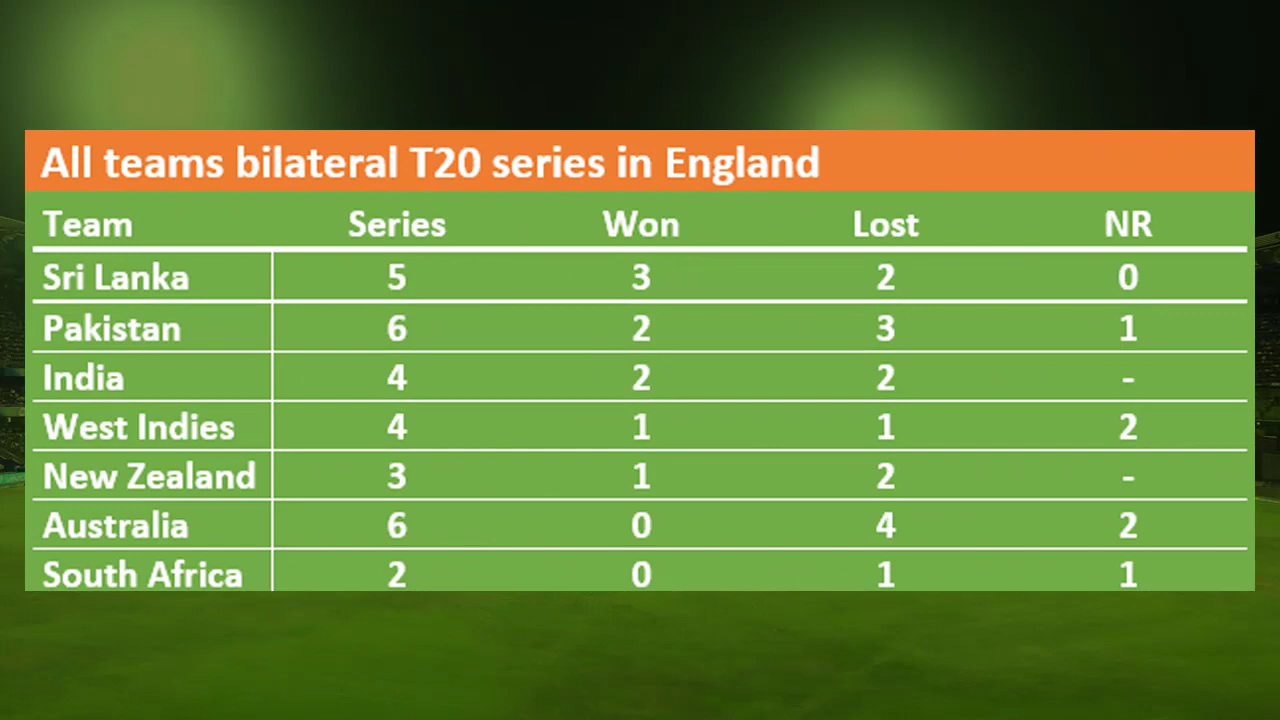 All teams bilateral T20 series in England
Team Series Won Lost NR
Sri Lanka 5 3 2 0
Pakistan 6 2 3 1
India 4 2 2 -
West Indies 4 1 1 2
New Zealand 3 1 2 -
Australia 6 0 4 2
South Africa 2 0 1 1